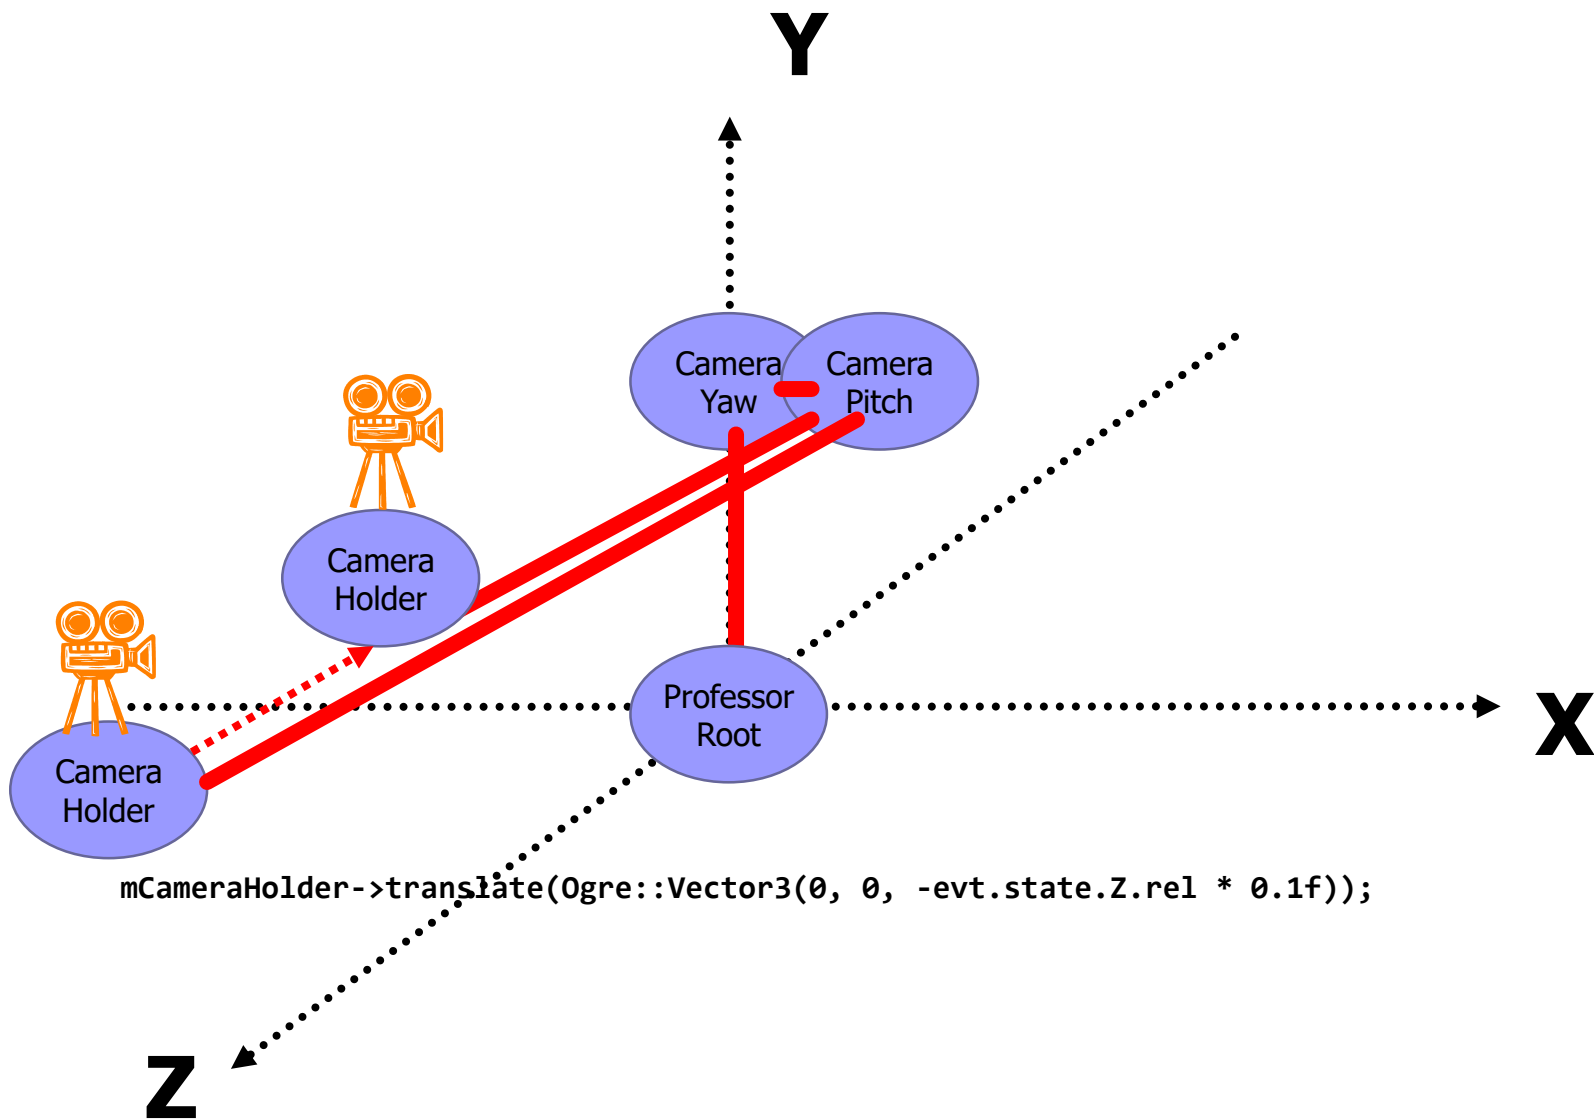 Y
Camera
Yaw
Camera
Pitch
Camera
Holder
Professor
Root
X
Camera
Holder
mCameraHolder->translate(Ogre::Vector3(0, 0, -evt.state.Z.rel * 0.1f));
Z